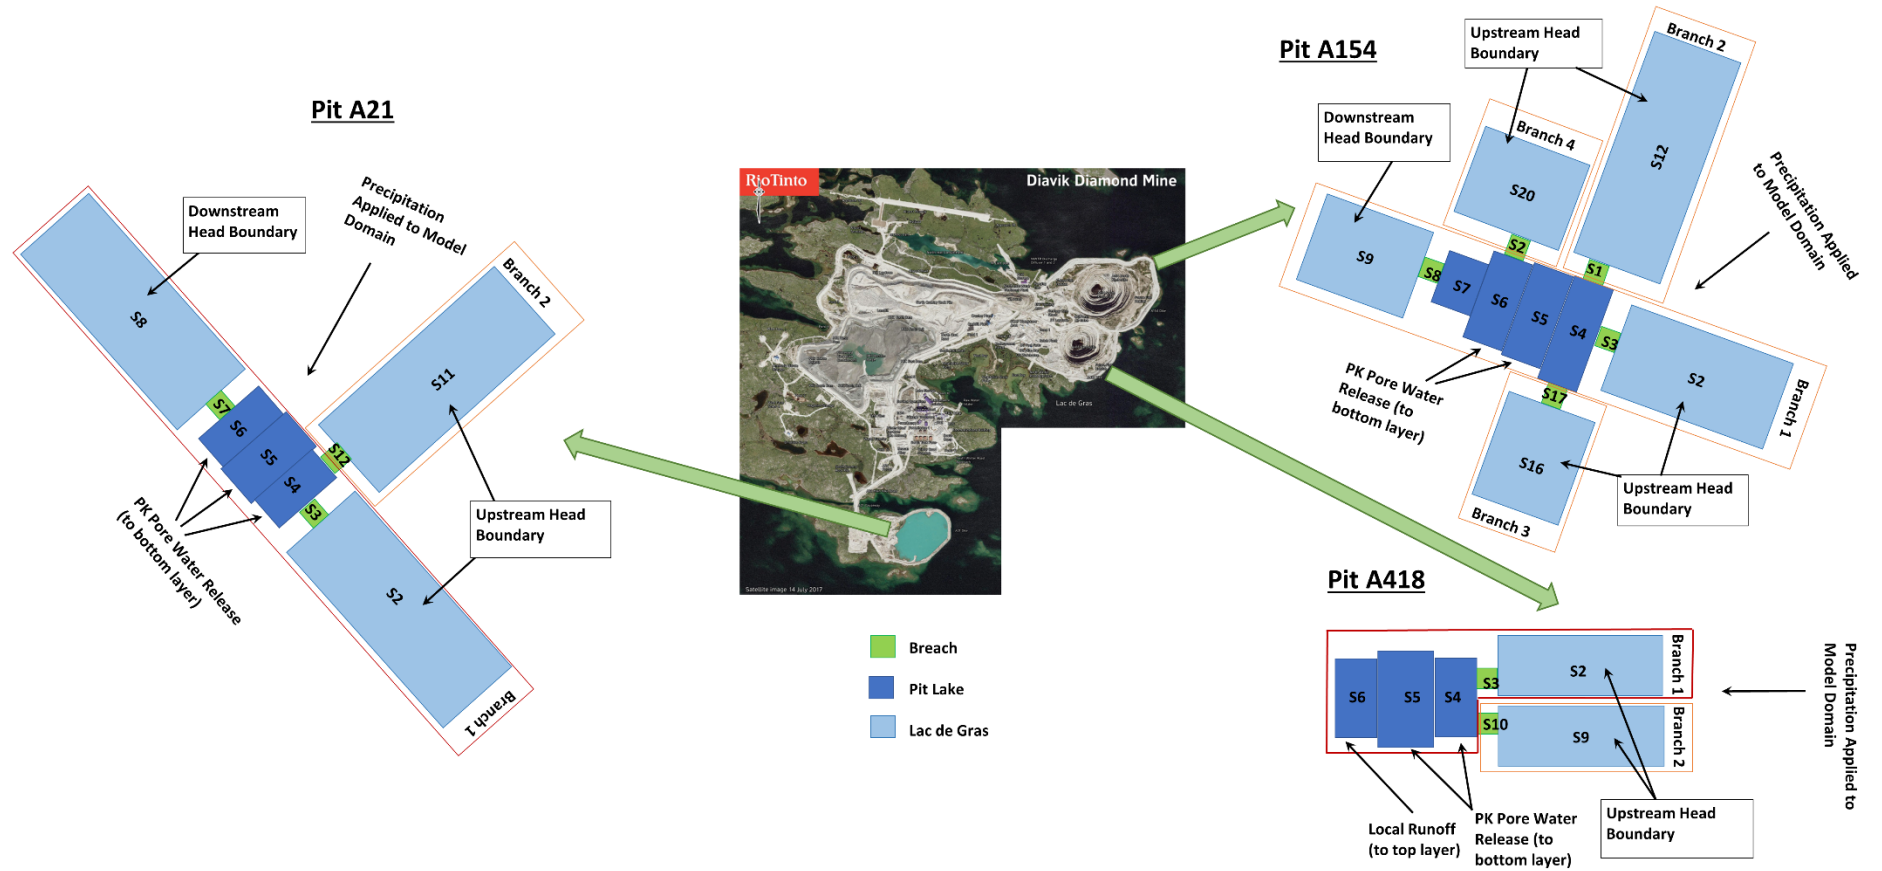 Pit A21
Downstream
Head Boundary
Precipitation
Applied to Model
Domain
Branch 2
S8
S11
S7
S6
S5
S4
S12
S3
S2
PK Pore Water Release
(to bottom layer)
Upstream Head
Boundary
Branch 1
RioTinto
Diavik Diamond Mine
Lac de Gras
Satellite image 14 July 2017
Breach
Pit Lake
Lac de Gras
Pit A154
Upstream Head
Boundary
Branch 2
Downstream
Head Boundary
Branch 4
S12
S20
Precipitation Applied
to Model Domain
S9
S8
S7
S6
S5
S4
S2
S1
S3
S2
Branch 1
PK Pore Water
Release (to
bottom layer)
S17
S16
Branch 3
Upstream Head
Boundary
Pit A418
S6
S5
S4
S3
S2
Branch 1
S10
S9
Branch 2
Precipitation Applied to
Model Domain
Local Runoff
(to top layer)
PK Pore Water
Release (to
bottom layer)
Upstream Head
Boundary